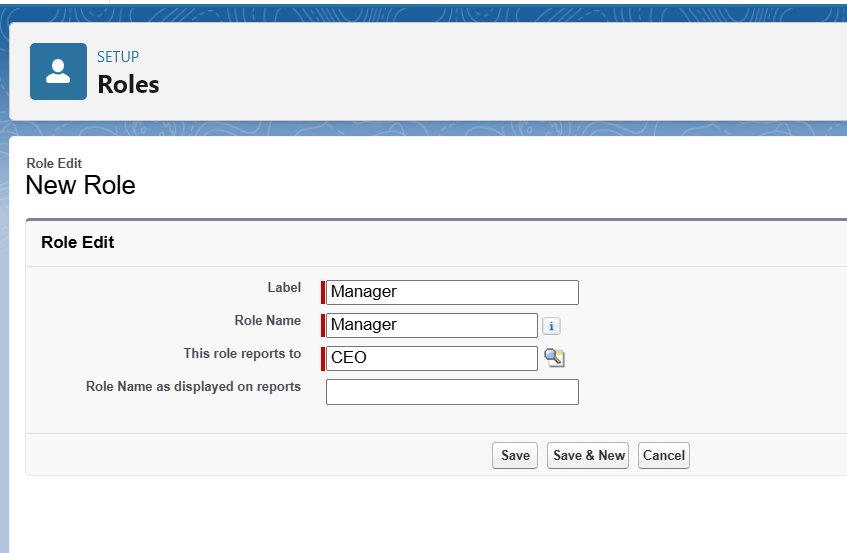 SETUP
Roles
Role Edit
New Role
Role Edit
Label Manager
Role Name Manager i
This role reports to CEO
Role Name as displayed on reports
Save Save & New Cancel